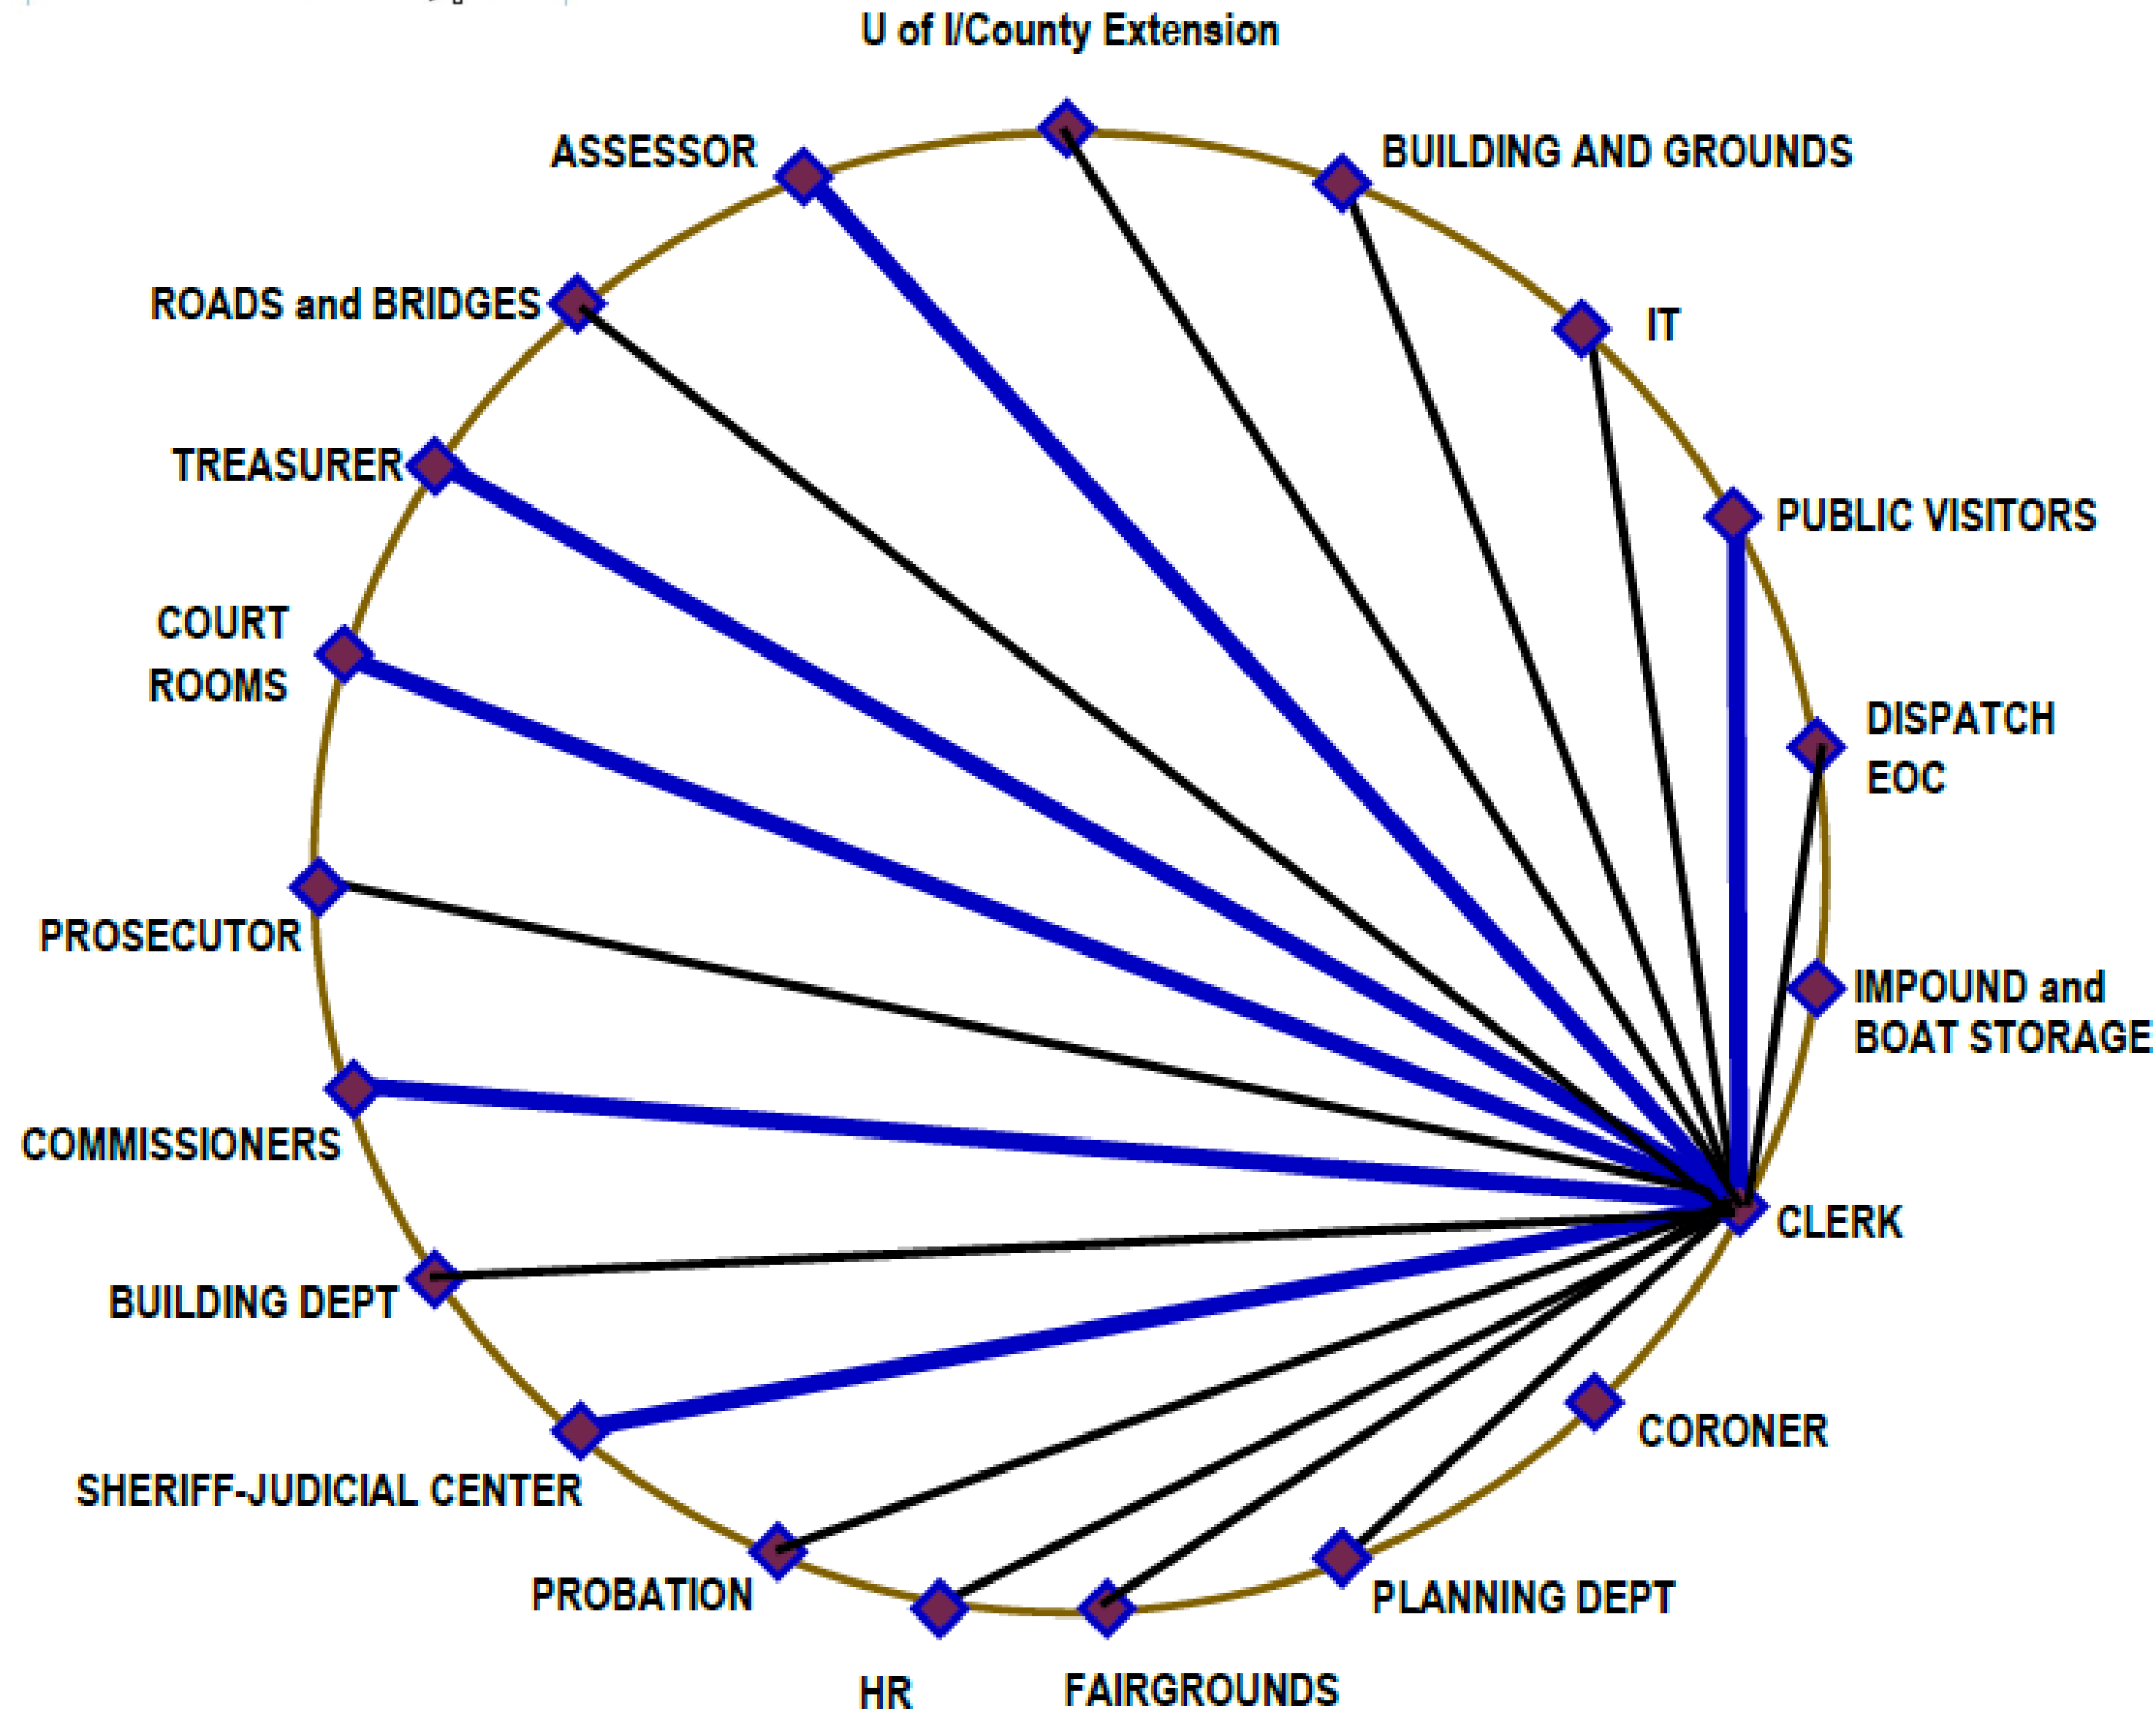 U of I/County Extension
ASSESSOR
BUILDING AND GROUNDS
ROADS and BRIDGES
IT
TREASURER
PUBLIC VISITORS
COURT
ROOMS
DISPATCH
EOC
PROSECUTOR
IMPOUND and
BOAT STORAGE
COMMISSIONERS
CLERK
BUILDING DEPT
CORONER
SHERIFF-JUDICIAL CENTER
PROBATION
PLANNING DEPT
HR
FAIRGROUNDS